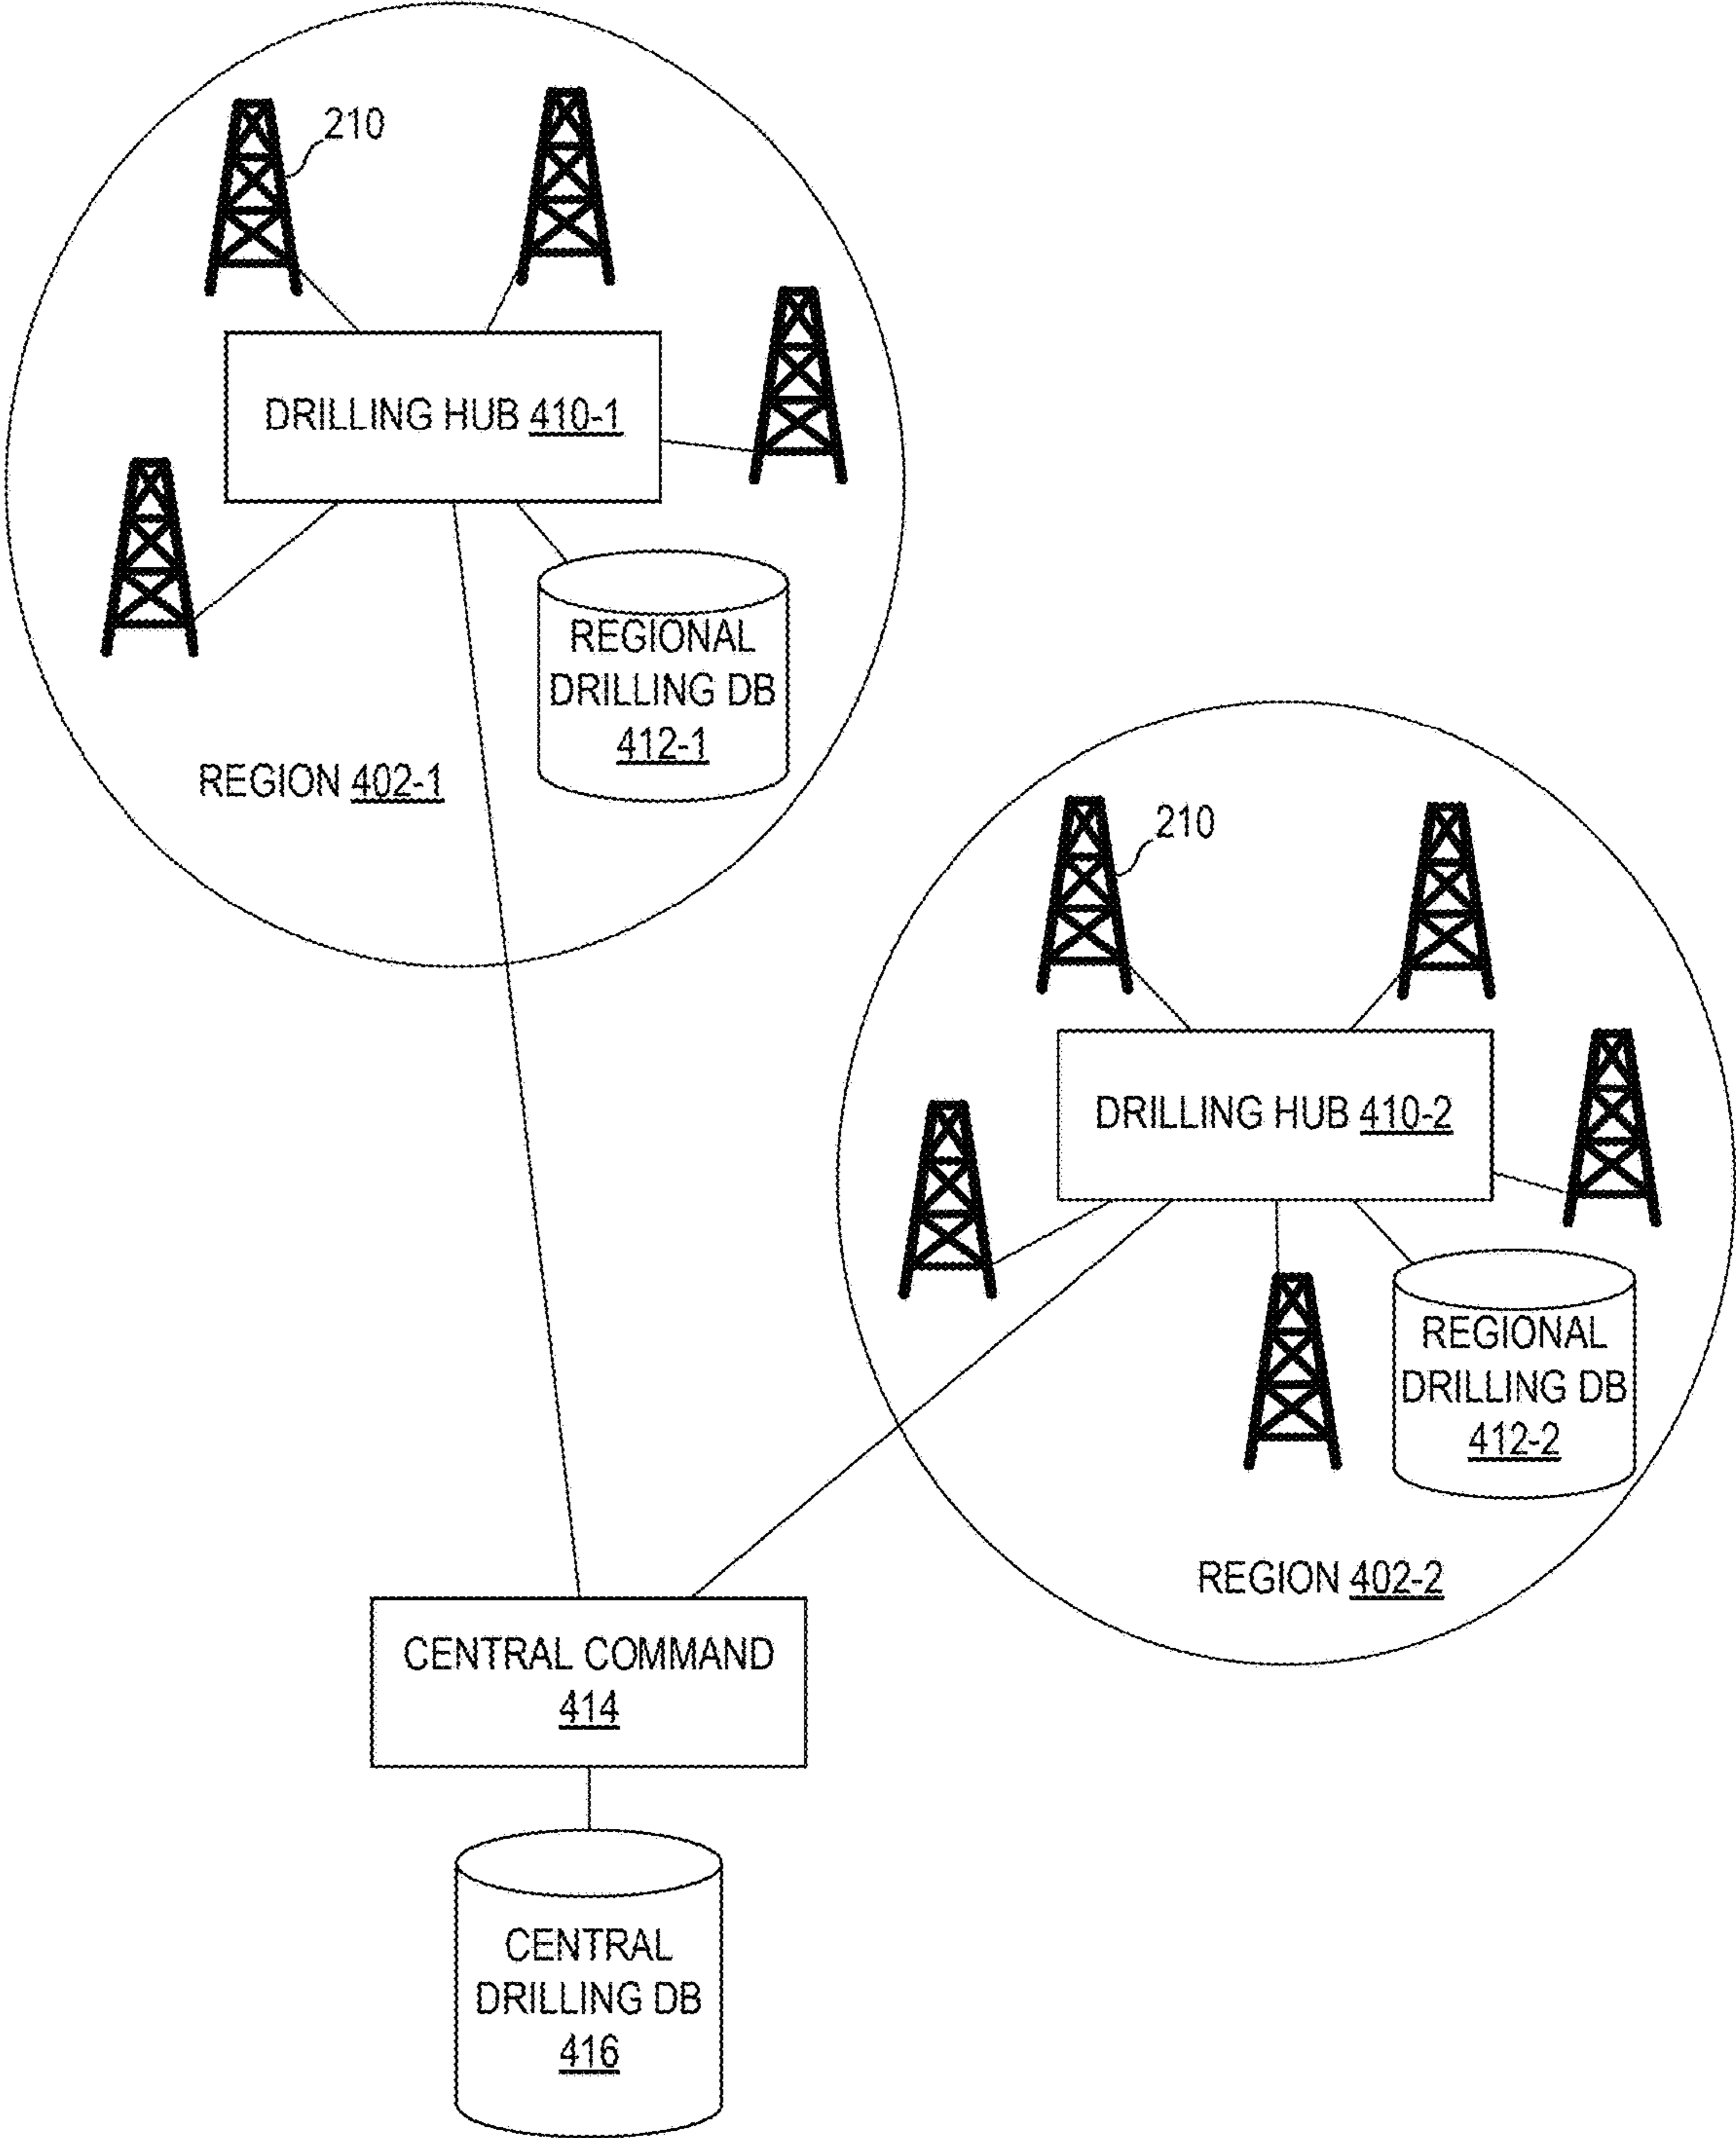 210
DRILLING HUB 410-1
REGIONAL
DRILLING DB
412-1
REGION 402-1
210
DRILLING HUB 410-2
REGIONAL
DRILLING DB
412-2
REGION 402-2
CENTRAL COMMAND
414
CENTRAL
DRILLING DB
416